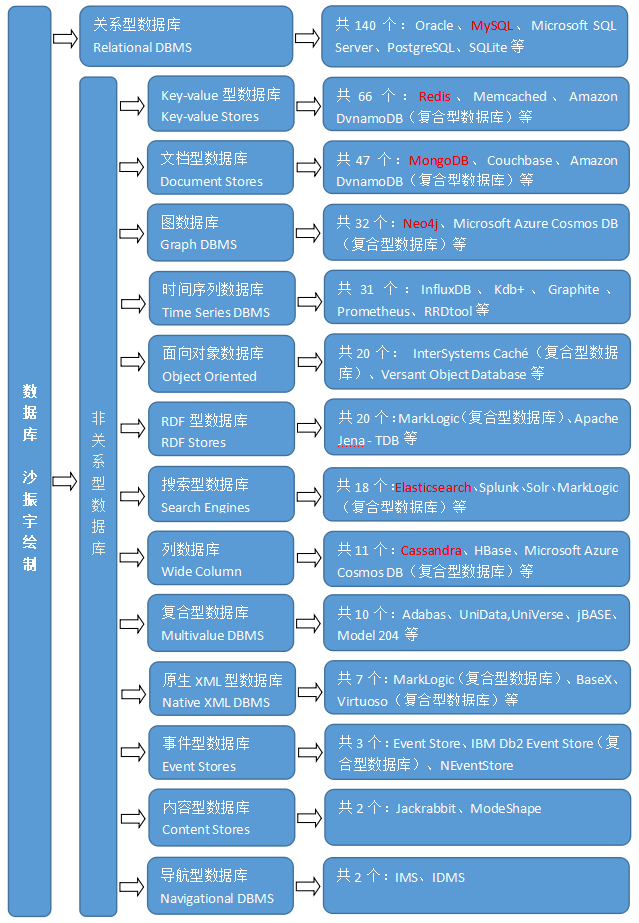 数据库 沙振宇绘制
关系型数据库
Relational DBMS
共 140 个：Oracle、MySQL、Microsoft SQL
Server、PostgreSQL、SQLite 等
非关系型数据库
Key-value 型数据库
Key-value Stores
共 66 个：Redis、Memcached、Amazon
DvnamoDB（复合型数据库）等
文档型数据库
Document Stores
共 47 个：MongoDB、Couchbase、Amazon
DvnamoDB（复合型数据库）等
图数据库
Graph DBMS
共 32 个：Neo4j、Microsoft Azure Cosmos DB
（复合型数据库）等
时间序列数据库
Time Series DBMS
共 31 个：InfluxDB、Kdb+、Graphite、
Prometheus、RRDtool 等
面向对象数据库
Object Oriented
共 20 个： InterSystems Caché（复合型数据
库）、Versant Object Database 等
RDF 型数据库
RDF Stores
共 20 个：MarkLogic（复合型数据库）、Apache
Jena - TDB 等
搜索型数据库
Search Engines
共 18 个：Elasticsearch、Splunk、Solr、MarkLogic
（复合型数据库）等
列数据库
Wide Column
共 11 个：Cassandra、HBase、Microsoft Azure
Cosmos DB（复合型数据库）等
复合型数据库
Multivalue DBMS
共 10 个：Adabas、UniData,UniVerse、jBASE、
Model 204 等
原生 XML 型数据库
Native XML DBMS
共 7 个：MarkLogic（复合型数据库）、BaseX、
Virtuoso（复合型数据库）等
事件型数据库
Event Stores
共 3 个：Event Store、IBM Db2 Event Store（复
合型数据库）、NEventStore
内容型数据库
Content Stores
共 2 个：Jackrabbit、ModeShape
导航型数据库
Navigational DBMS
共 2 个：IMS、IDMS